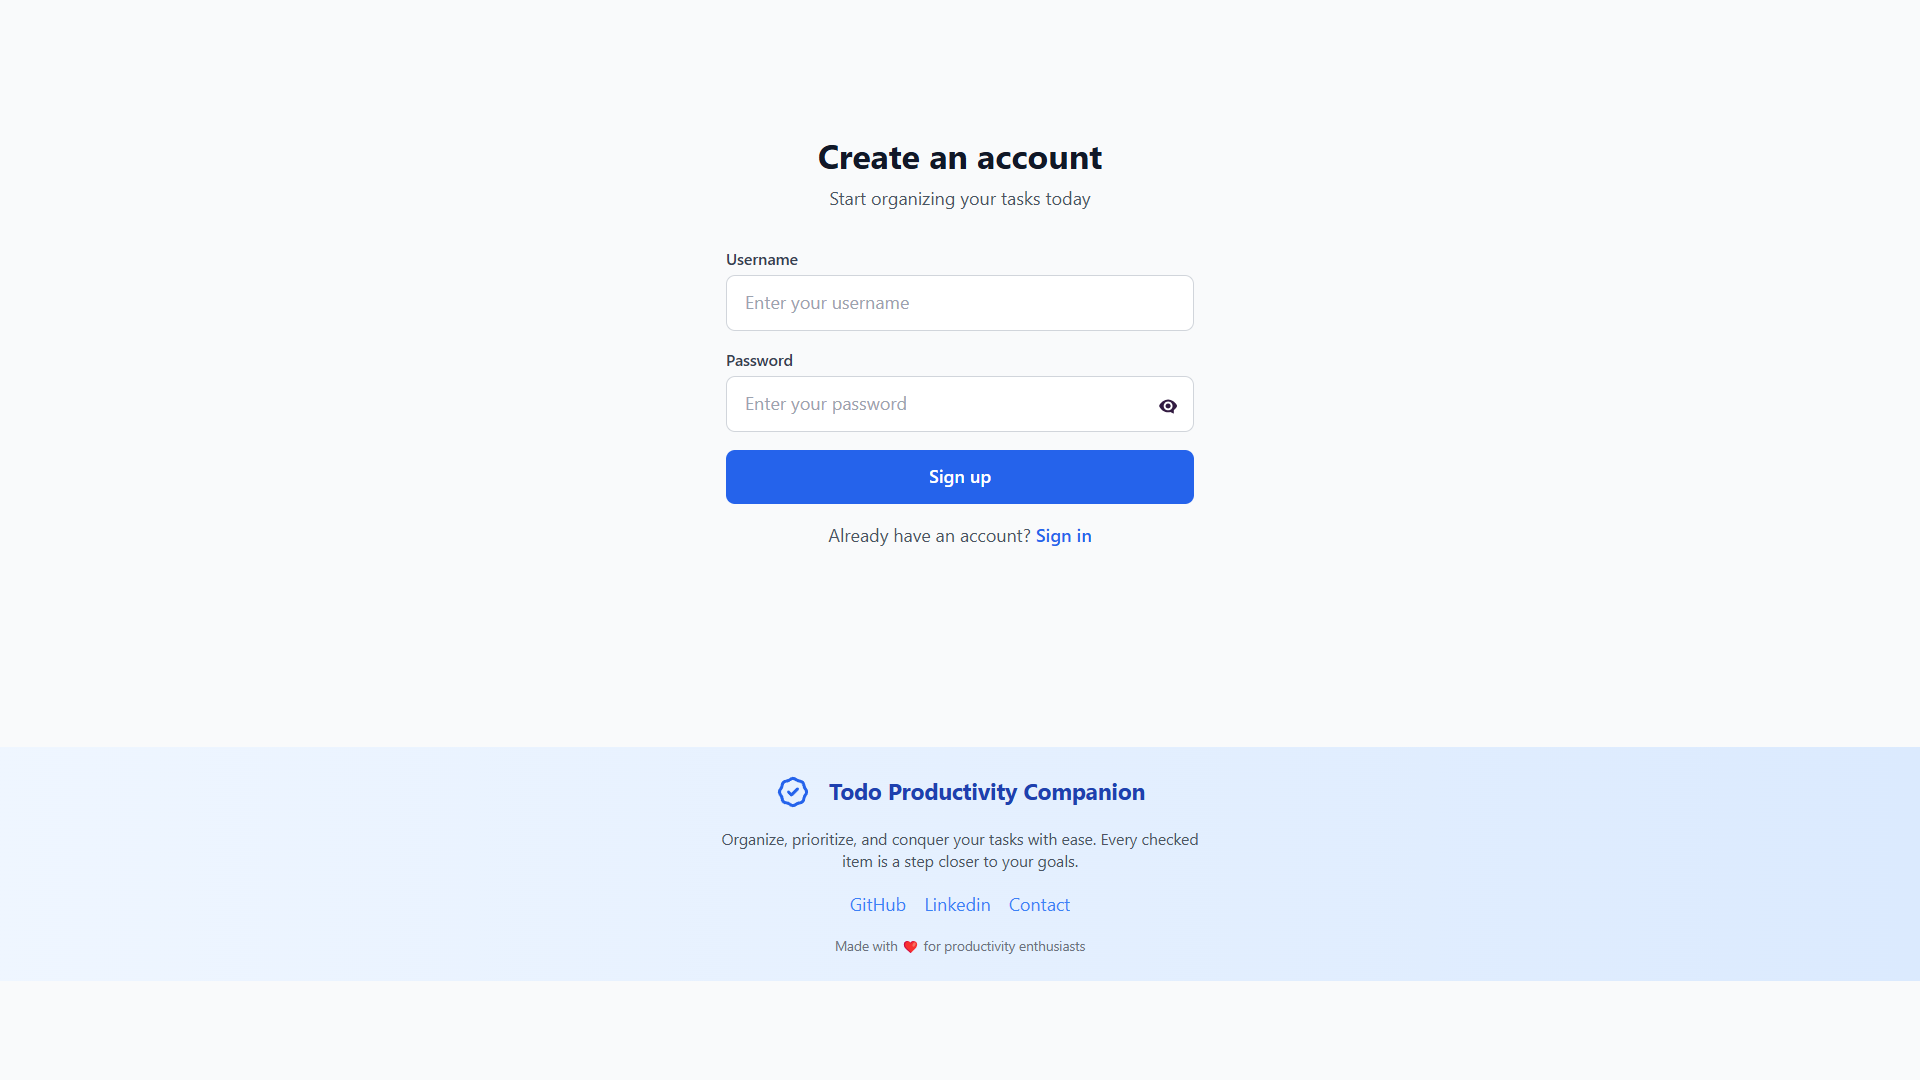 Create an account
Start organizing your tasks today
Username
Enter your username
Password
Enter your password
Sign up
Already have an account? Sign in
Todo Productivity Companion
Organize, prioritize, and conquer your tasks with ease. Every checked
item is a step closer to your goals.
GitHub Linkedin Contact
Made with ❤️ for productivity enthusiasts